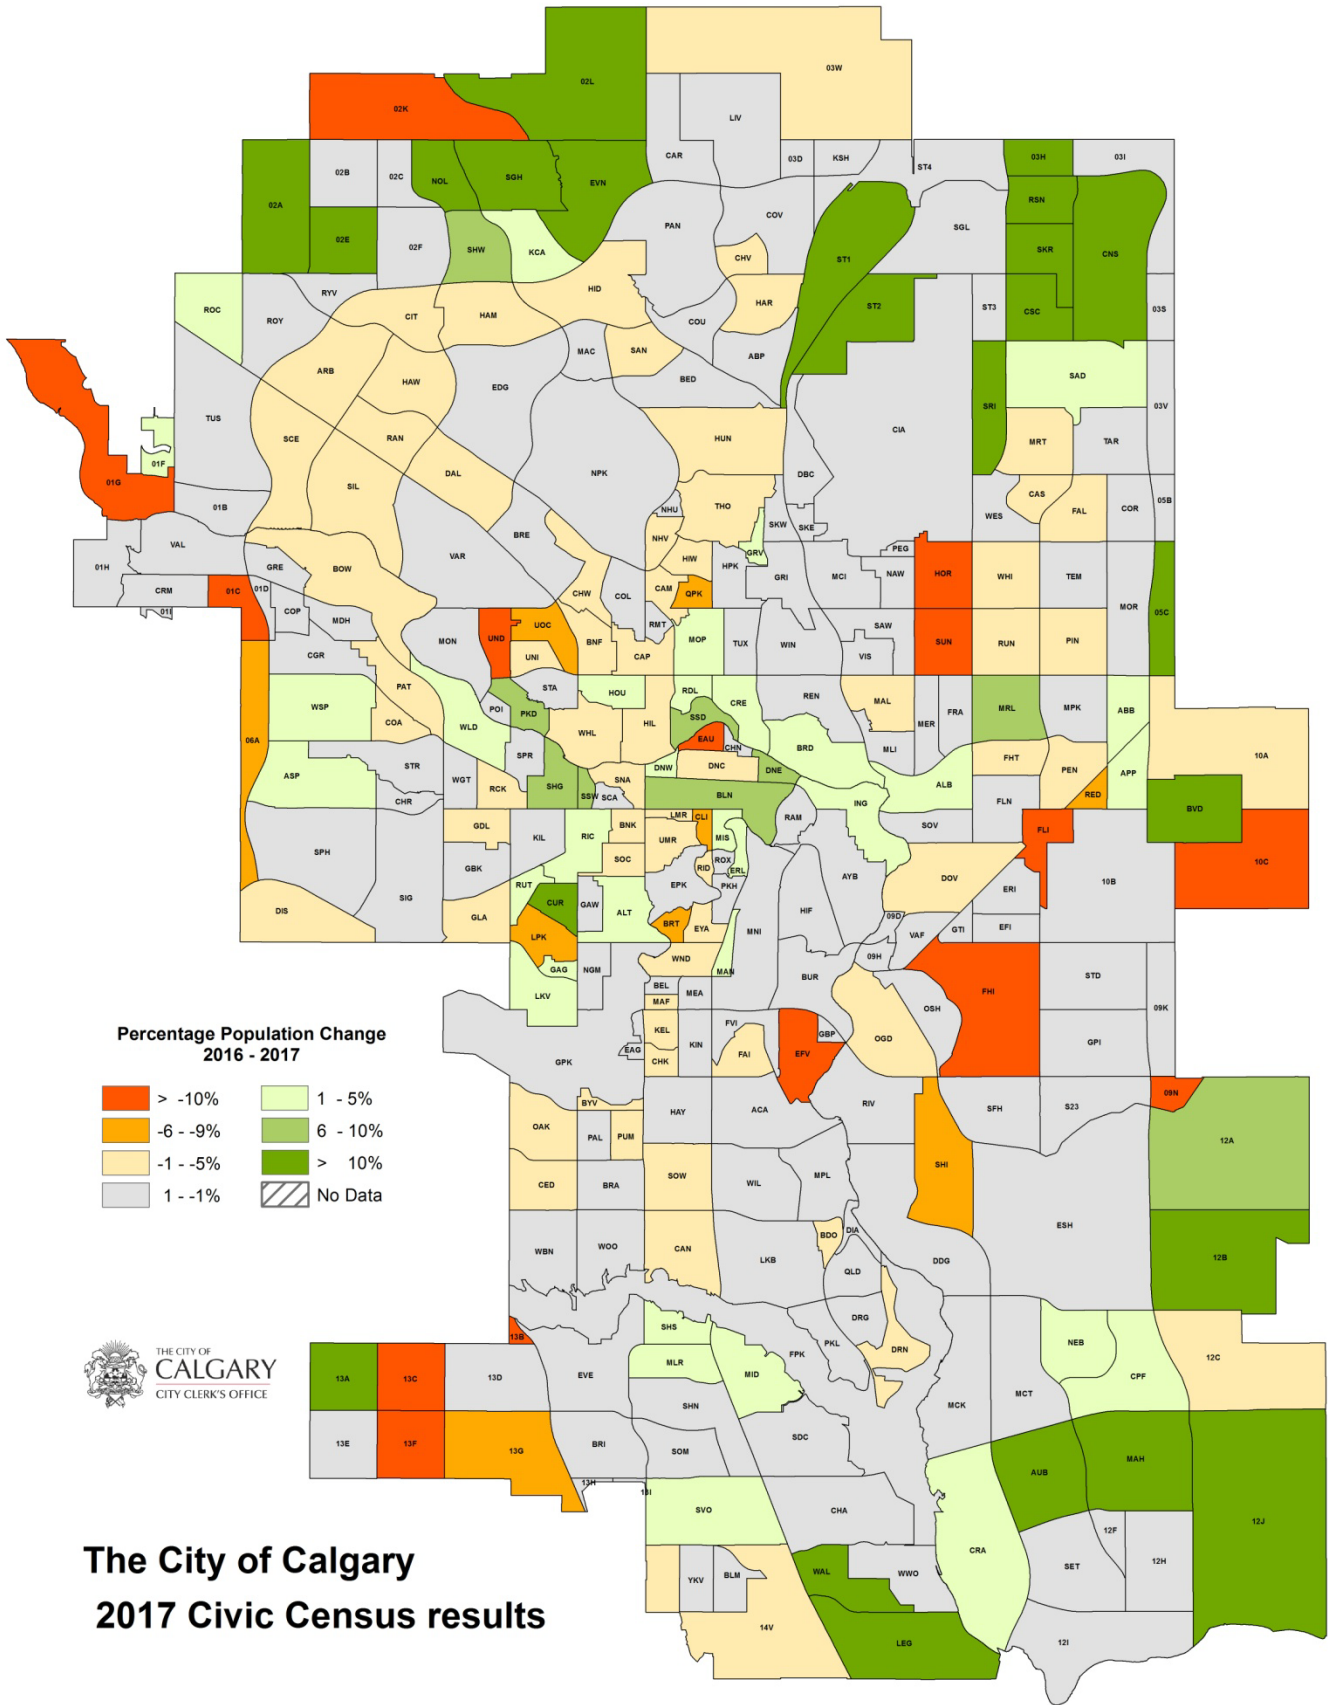 02L
03W
02K
LIV
CAR
03D
KSH
ST4
03H
03I
02B
02C
NOL
SGH
EVN
02A
RSN
COV
PAN
SGL
02E
02F
SHW
KCA
CHV
ST1
SKR
CNS
RYV
HID
ROC
ROY
CIT
HAM
HAR
ST2
ST3
CSC
03S
COU
MAC
SAN
ABP
ARB
HAW
EDG
BED
SAD
SRI
03V
TUS
SCE
RAN
HUN
CIA
MRT
TAR
01F
DAL
NPK
DBC
01G
SIL
CAS
01B
NHU
THO
WES
FAL
COR
05B
SKW
SKE
BRE
NHV
VAL
VAR
GRV
PEG
01H
GRE
BOW
HIW
HPK
GRI
MCI
NAW
HOR
WHI
TEM
CRM
01C
01D
CHW
COL
CAM
QPK
MOR
05C
01I
COP
MDH
RMT
MON
UND
UOC
BNF
MOP
TUX
WIN
SAW
SUN
RUN
PIN
CGR
UNI
CAP
VIS
PAT
STA
HOU
RDL
CRE
REN
MAL
WSP
POI
PKD
SSD
MER
FRA
MRL
MPK
ABB
COA
WLD
WHL
HIL
06A
EAU
CHN
BRD
MLI
10A
SPR
STR
DNW
DNC
DNE
FHT
PEN
APP
ASP
WGT
RCK
SHG
SSW
SNA
SCA
BLN
ALB
RED
CHR
ING
FLN
BVD
GDL
KIL
RIC
BNK
LMR
CLI
MIS
RAM
SOV
FLI
SPH
UMR
GBK
SOC
RID
ROX
ERL
10C
RUT
EPK
PKH
AYB
DOV
ERI
10B
SIG
CUR
GAW
ALT
DIS
GLA
HIF
09D
LPK
BRT
EYA
MNI
VAF
GTI
EFI
GAG
NGM
WND
MAN
09H
BUR
STD
LKV
BEL
MEA
FHI
MAF
OSH
09K
Percentage Population Change
2016 - 2017
FVI
KEL
KIN
EFV
GBP
OGD
GPI
EAG
CHK
FAI
GPK
> -10%
1 - 5%
-6 - -9%
6 - 10%
-1 - -5%
> 10%
1 - -1%
No Data
BYV
HAY
ACA
RIV
SFH
S23
09N
OAK
PAL
PUM
12A
CED
BRA
SOW
WIL
MPL
SHI
ESH
WBN
WOO
CAN
LKB
BDO
DIA
DDG
12B
QLD
DRG
13B
SHS
PKL
NEB
THE CITY OF
CALGARY
CITY CLERK'S OFFICE
DRN
12C
FPK
MLR
MID
13A
13C
13D
EVE
CPF
MCT
SHN
MCK
13E
13F
13G
BRI
SOM
SDC
AUB
MAH
13H
13I
SVO
CHA
12J
12F
CRA
The City of Calgary
SET
12H
YKV
BLM
WAL
WWO
2017 Civic Census results
14V
LEG
12I